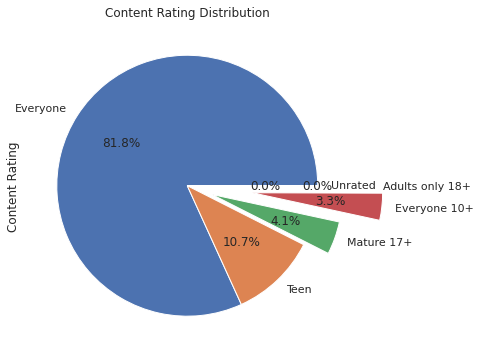 Content Rating Distribution
Everyone
81.8%
Content Rating
0.0%
0.0%
Unrated
Adults only 18+
3.3%
Everyone 10+
4.1%
Mature 17+
10.7%
Teen